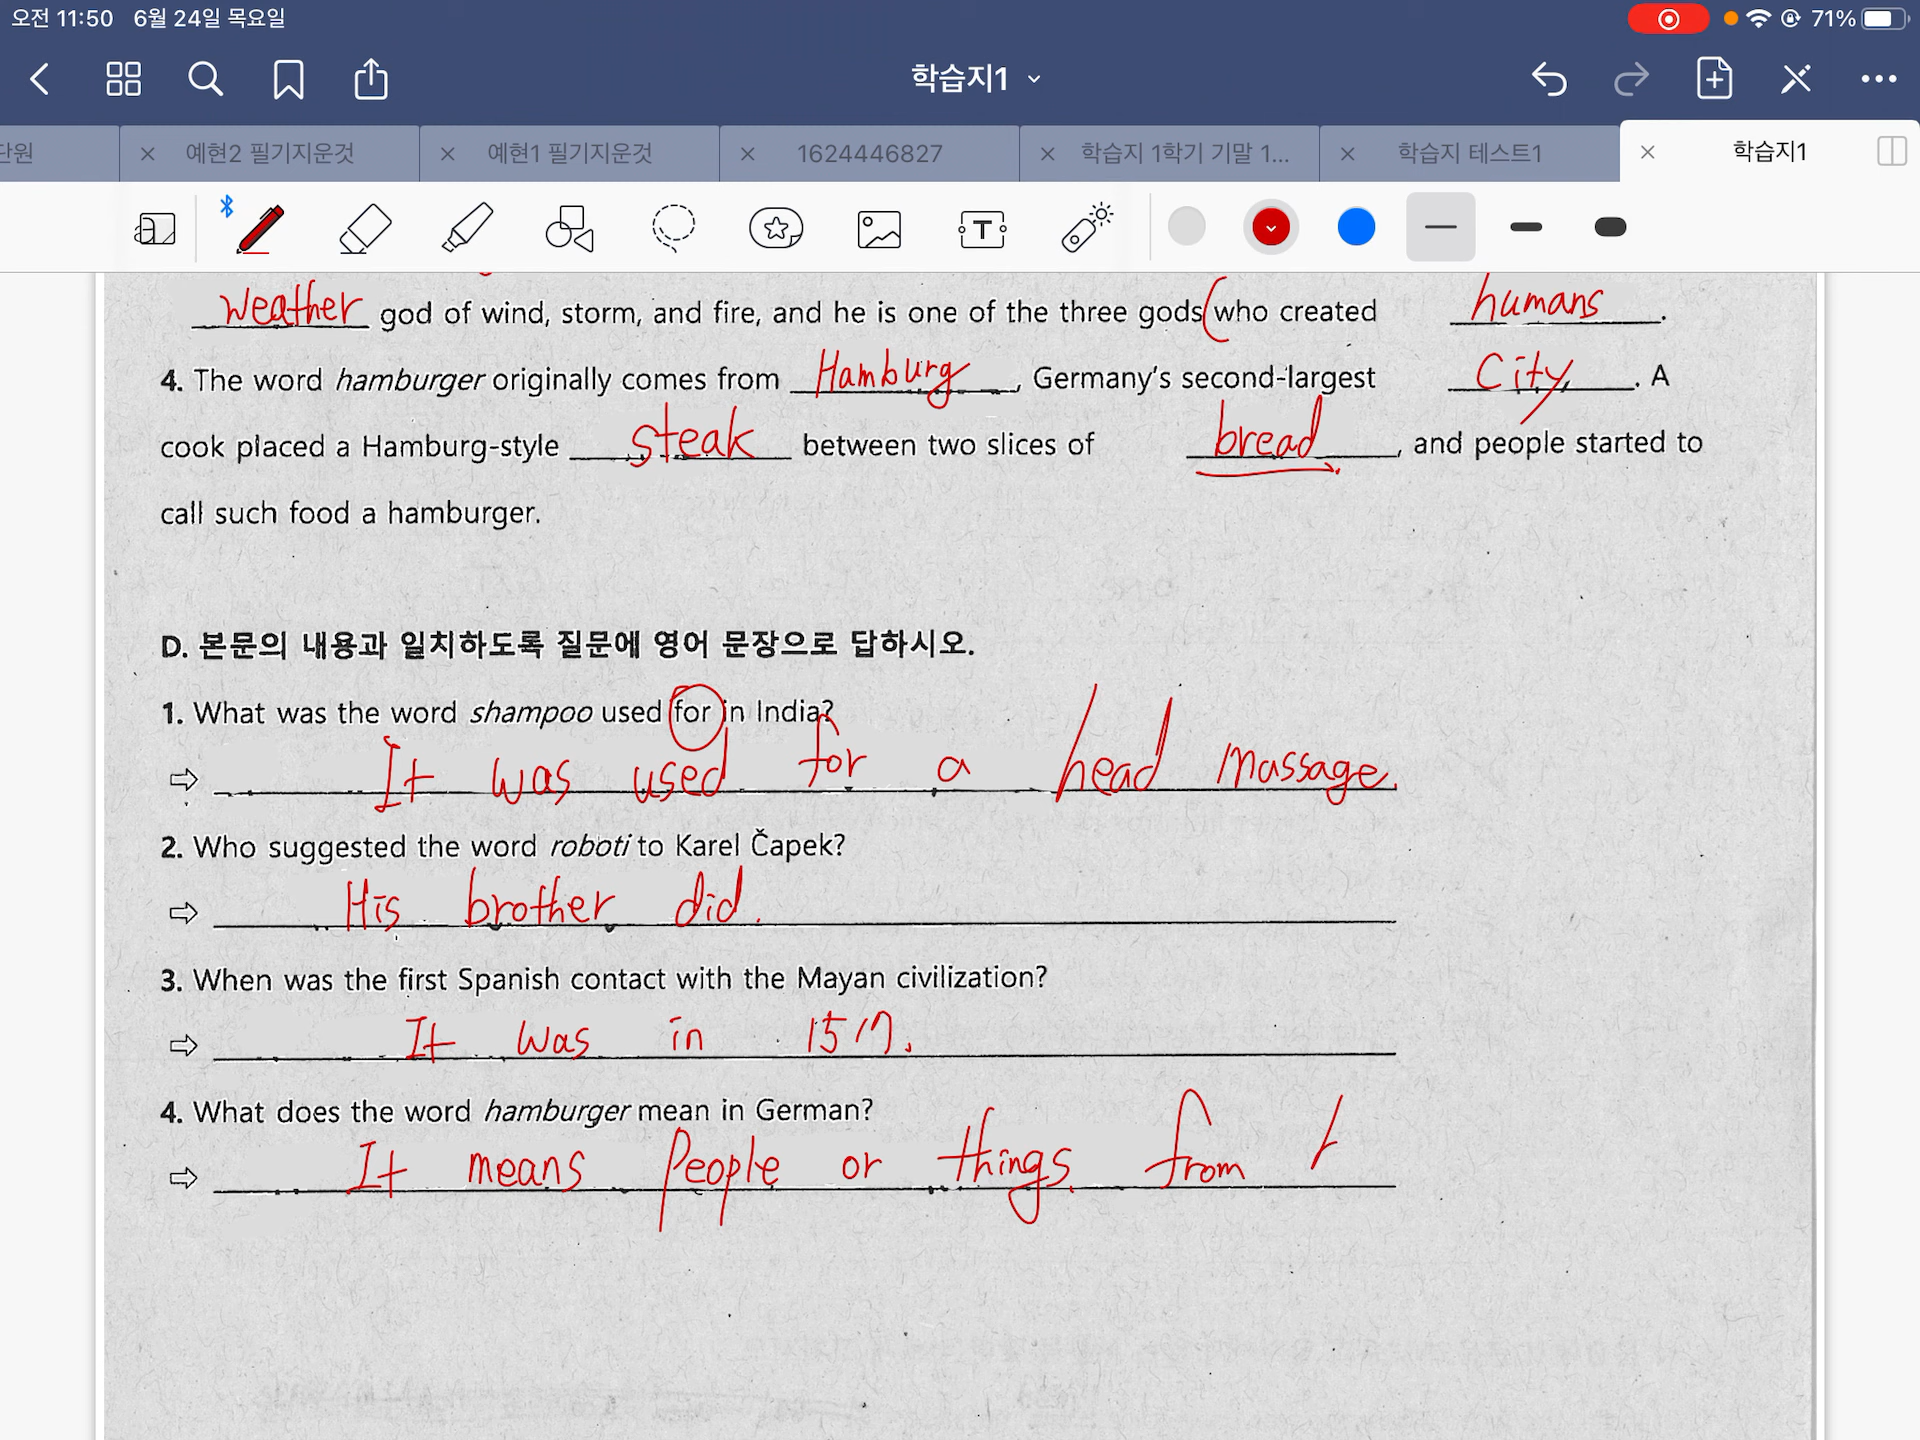 오전 11:50 6월 24일 목요일 71%
학습지1
단원 예현2 필기지운것 예현1 필기지운것 1624446827 학습지 1학기 기말 1... 학습지 테스트1 학습지1
weather god of wind, storm, and fire, and he is one of the three gods who created humans.
4. The word hamburger originally comes from Hamburg, Germany's second-largest City. A
cook placed a Hamburg-style steak between two slices of bread, and people started to
call such food a hamburger.
D. 본문의 내용과 일치하도록 질문에 영어 문장으로 답하시오.
1. What was the word shampoo used for in India?
⇨ It was used for a head massage.
2. Who suggested the word roboti to Karel Čapek?
⇨ His brother did.
3. When was the first Spanish contact with the Mayan civilization?
⇨ It was in 1517.
4. What does the word hamburger mean in German?
⇨ It means People or things from